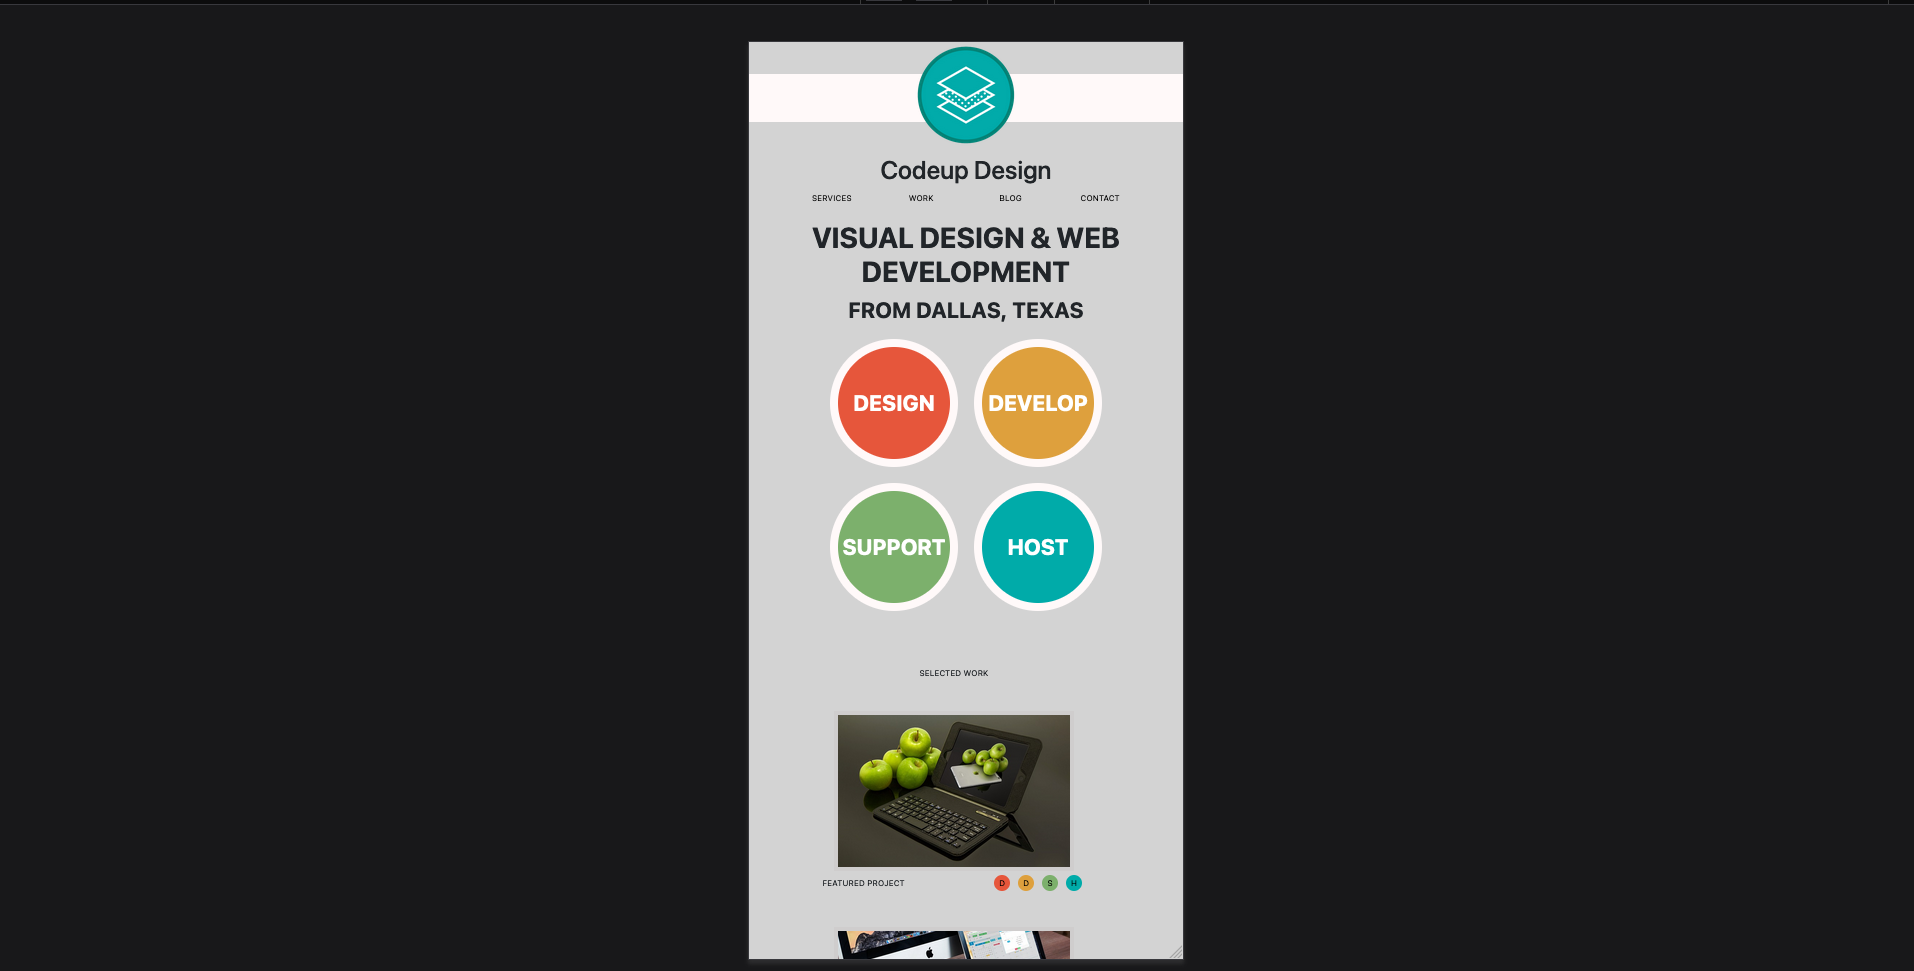 Codeup Design
SERVICES WORK BLOG CONTACT
VISUAL DESIGN & WEB
DEVELOPMENT
FROM DALLAS, TEXAS
DESIGN DEVELOP
SUPPORT HOST
SELECTED WORK
FEATURED PROJECT D D S H